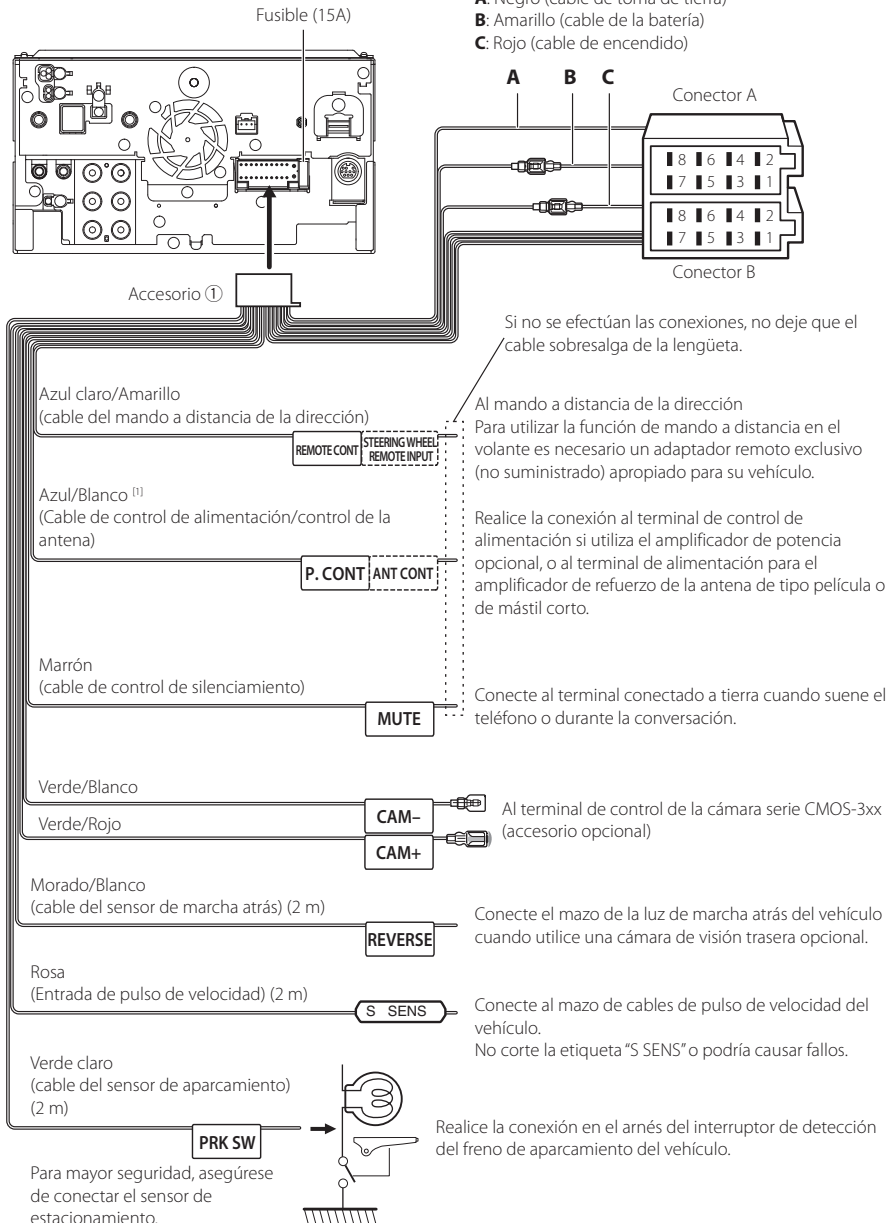 A: Negro (cable de toma de tierra)
Fusible (15A)
B: Amarillo (cable de la batería)
C: Rojo (cable de encendido)
A B C
Conector A
8 6 4 2
7 5 3 1
8 6 4 2
7 5 3 1
Conector B
Accesorio ①
Si no se efectúan las conexiones, no deje que el
cable sobresalga de la lengüeta.
Azul claro/Amarillo
(cable del mando a distancia de la dirección)
REMOTE CONT
STEERING WHEEL
REMOTE INPUT
Al mando a distancia de la dirección
Para utilizar la función de mando a distancia en el
volante es necesario un adaptador remoto exclusivo
(no suministrado) apropiado para su vehículo.
Azul/Blanco [1]
(Cable de control de alimentación/control de la
antena)
P. CONT ANT CONT
Realice la conexión al terminal de control de
alimentación si utiliza el amplificador de potencia
opcional, o al terminal de alimentación para el
amplificador de refuerzo de la antena de tipo película o
de mástil corto.
Marrón
(cable de control de silenciamiento)
MUTE
Conecte al terminal conectado a tierra cuando suene el
teléfono o durante la conversación.
Verde/Blanco
CAM–
Verde/Rojo
CAM+
Al terminal de control de la cámara serie CMOS-3xx
(accesorio opcional)
Morado/Blanco
(cable del sensor de marcha atrás) (2 m)
REVERSE
Conecte el mazo de la luz de marcha atrás del vehículo
cuando utilice una cámara de visión trasera opcional.
Rosa
(Entrada de pulso de velocidad) (2 m)
S SENS
Conecte al mazo de cables de pulso de velocidad del
vehículo.
No corte la etiqueta “S SENS” o podría causar fallos.
Verde claro
(cable del sensor de aparcamiento)
(2 m)
PRK SW
Realice la conexión en el arnés del interruptor de detección
del freno de aparcamiento del vehículo.
Para mayor seguridad, asegúrese
de conectar el sensor de
estacionamiento.